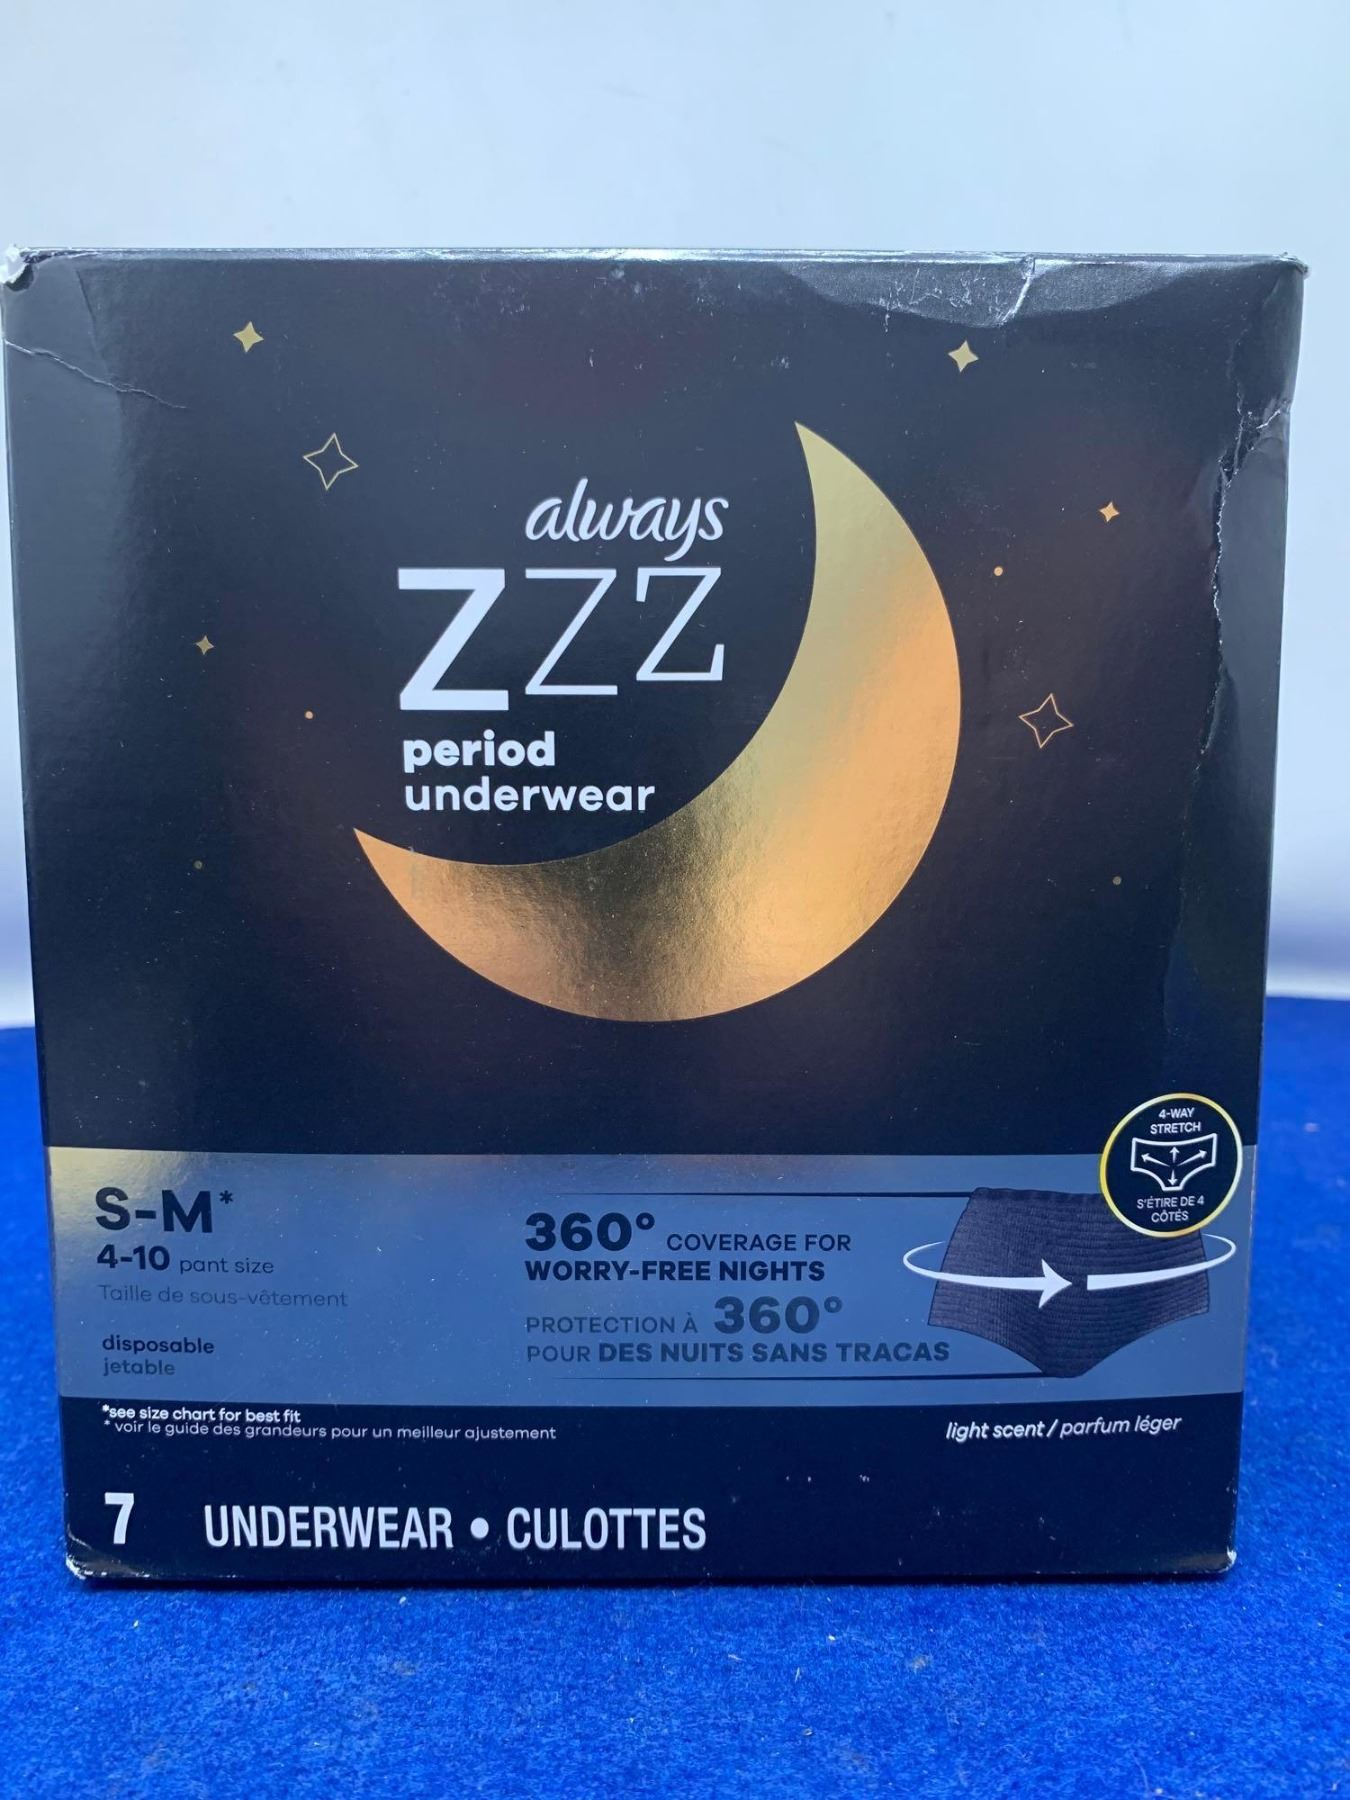 always
ZZZ
period
underwear
4-WAY
STRETCH
S'ÉTIRE DE 4
CÔTÉS
S-M*
4-10 pant size
Taille de sous-vêtement
disposable
jetable
360° COVERAGE FOR
WORRY-FREE NIGHTS
PROTECTION À 360°
POUR DES NUITS SANS TRACAS
*see size chart for best fit
* voir le guide des grandeurs pour un meilleur ajustement
light scent / parfum léger
7 UNDERWEAR • CULOTTES